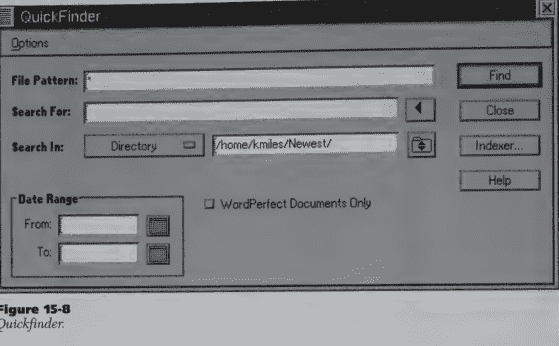 QuickFinder
Options
File Pattern: *
Find
Search For:
Close
Search In: Directory /home/kmiles/Newest/
Indexer...
Help
Date Range
WordPerfect Documents Only
From:
To:
Figure 15-8
Quickfinder.